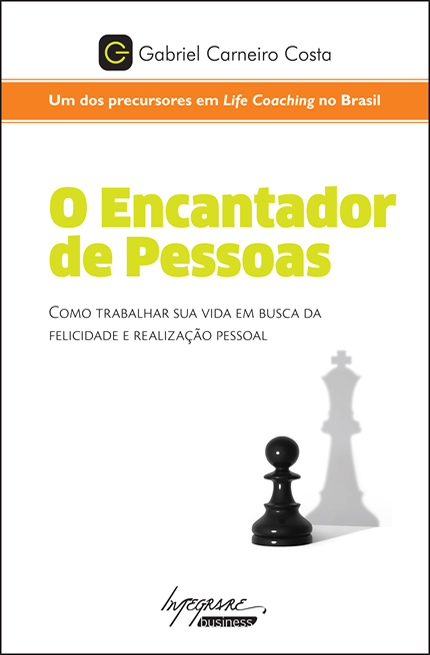 Gabriel Carneiro Costa
Um dos precursores em Life Coaching no Brasil
O Encantador
de Pessoas
COMO TRABALHAR SUA VIDA EM BUSCA DA
FELICIDADE E REALIZAÇÃO PESSOAL
INTEGRARE
business